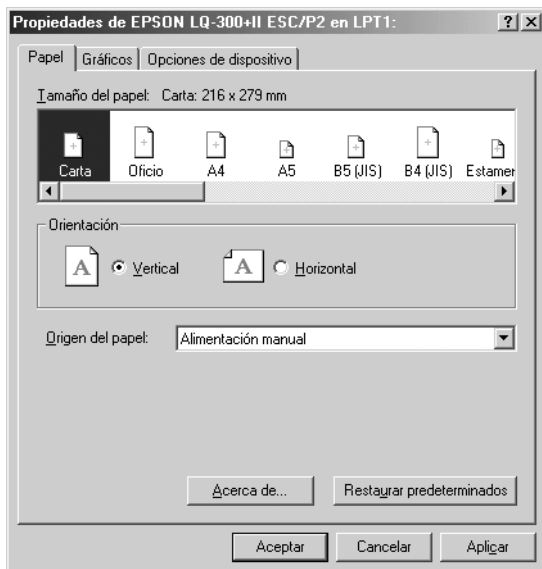 Propiedades de EPSON LQ-300+II ESC/P2 en LPT1:
Papel Gráficos Opciones de dispositivo
Tamaño del papel: Carta: 216 x 279 mm
Carta Oficio A4 A5 B5 (JIS) B4 (JIS) Estamer
Orientación
A Vertical A Horizontal
Origen del papel: Alimentación manual
Acerca de... Restaurar predeterminados
Aceptar Cancelar Aplicar